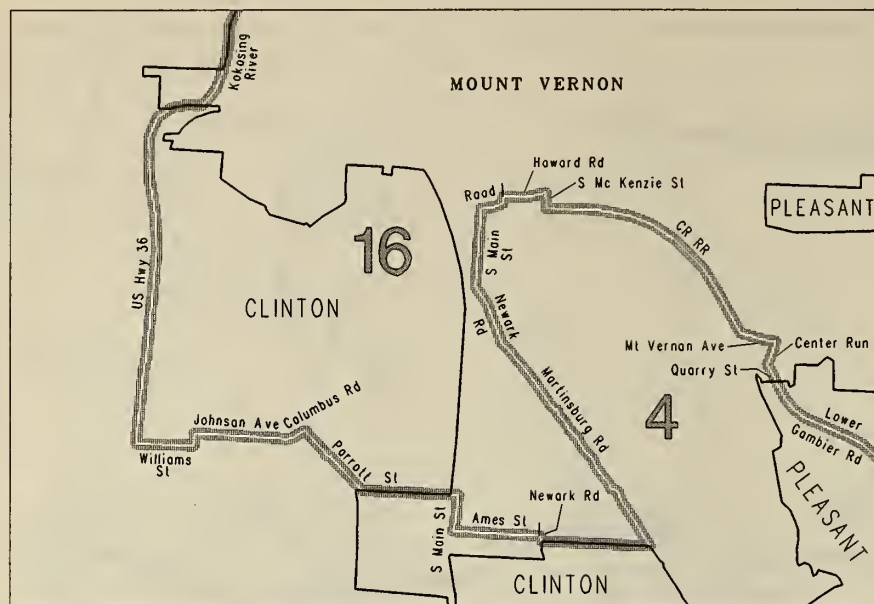 Kokosing
River
MOUNT VERNON
Howard Rd
S Mc Kenzie St
Road
PLEASANT
16
S Main
St
CR RR
US Hwy 36
CLINTON
Newark
Rd
Mt Vernan Ave
Center Run
Quarry St
Martinsburg Rd
4
Johnsan Ave
Columbus Rd
Lower
Gambier Rd
Williams
St
Parrott
St
PLEASANT
S Main St
Newark Rd
Ames St
CLINTON